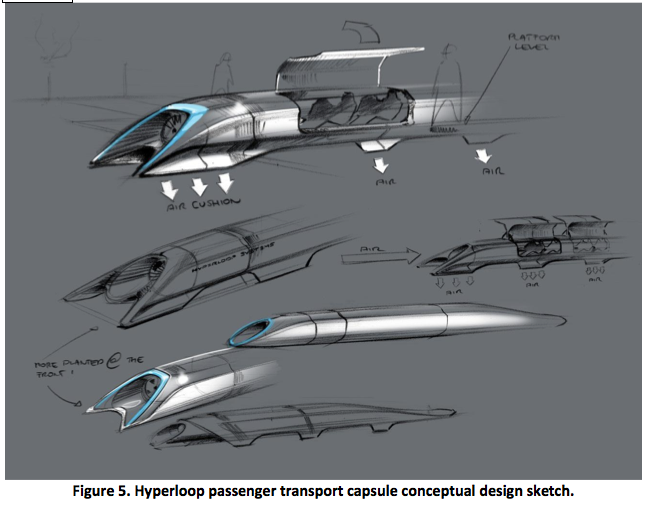 PLATFORM
LEVEL
AIR CUSHION
AIR
AIR
HYPERLOOP SYSTEMS
AIR
AIR
AIR
AIR
MORE PLANTED @ THE
FRONT!
Figure 5. Hyperloop passenger transport capsule conceptual design sketch.